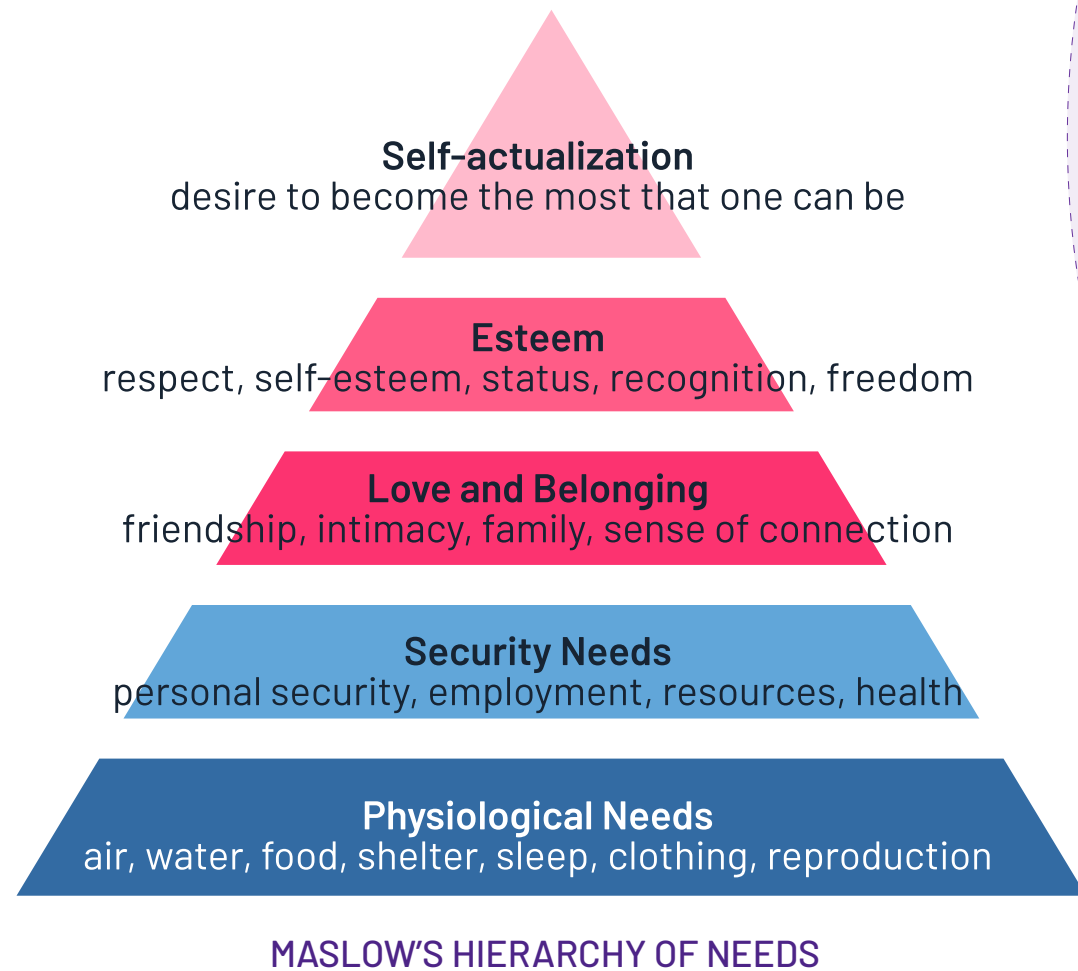 Self-actualization
desire to become the most that one can be
Esteem
respect, self-esteem, status, recognition, freedom
Love and Belonging
friendship, intimacy, family, sense of connection
Security Needs
personal security, employment, resources, health
Physiological Needs
air, water, food, shelter, sleep, clothing, reproduction
MASLOW’S HIERARCHY OF NEEDS